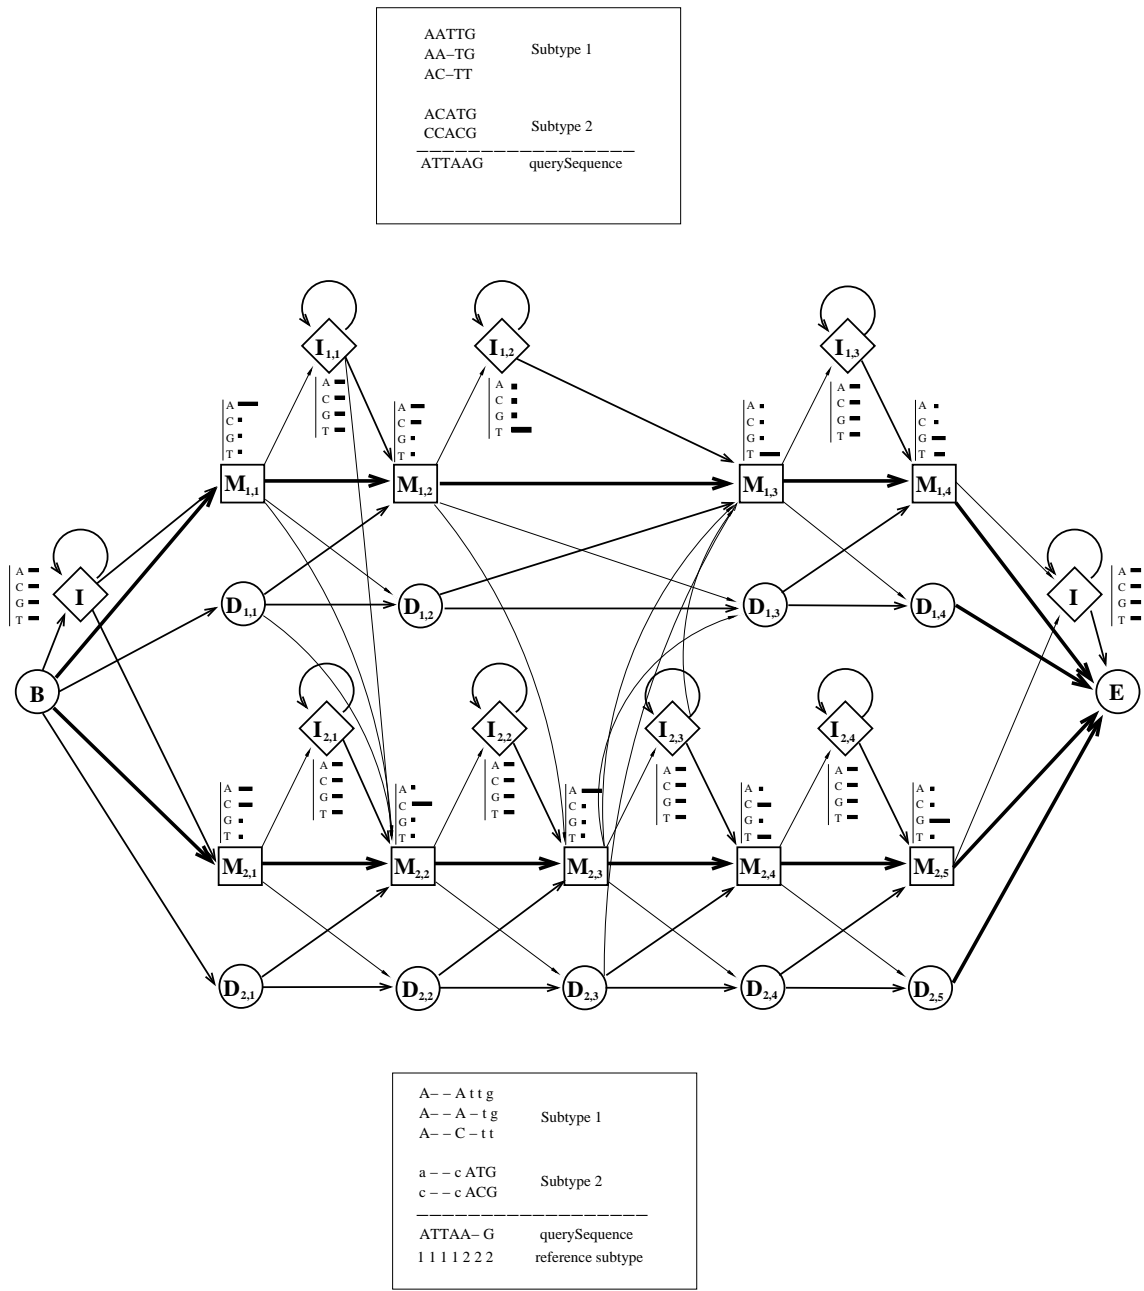 AATTG
AA–TG Subtype 1
AC–TT
ACATG
CCACG Subtype 2
ATTAAG querySequence
I1,1 I1,2 I1,3
A C G T
A C G T
A C G T
A C G T
A C G T
A C G T
A C G T
M1,1 M1,2 M1,3 M1,4
A C G T
I I
A C G T
D1,1 D1,2 D1,3 D1,4
B E
I2,1 I2,2 I2,3 I2,4
A C G T
A C G T
A C G T
A C G T
A C G T
A C G T
A C G T
A C G T
A C G T
M2,1 M2,2 M2,3 M2,4 M2,5
D2,1 D2,2 D2,3 D2,4 D2,5
A– – A t t g
A– – A – t g Subtype 1
A– – C – t t
a – – c ATG
c – – c ACG Subtype 2
ATTAA– G querySequence
1 1 1 1 2 2 2 reference subtype